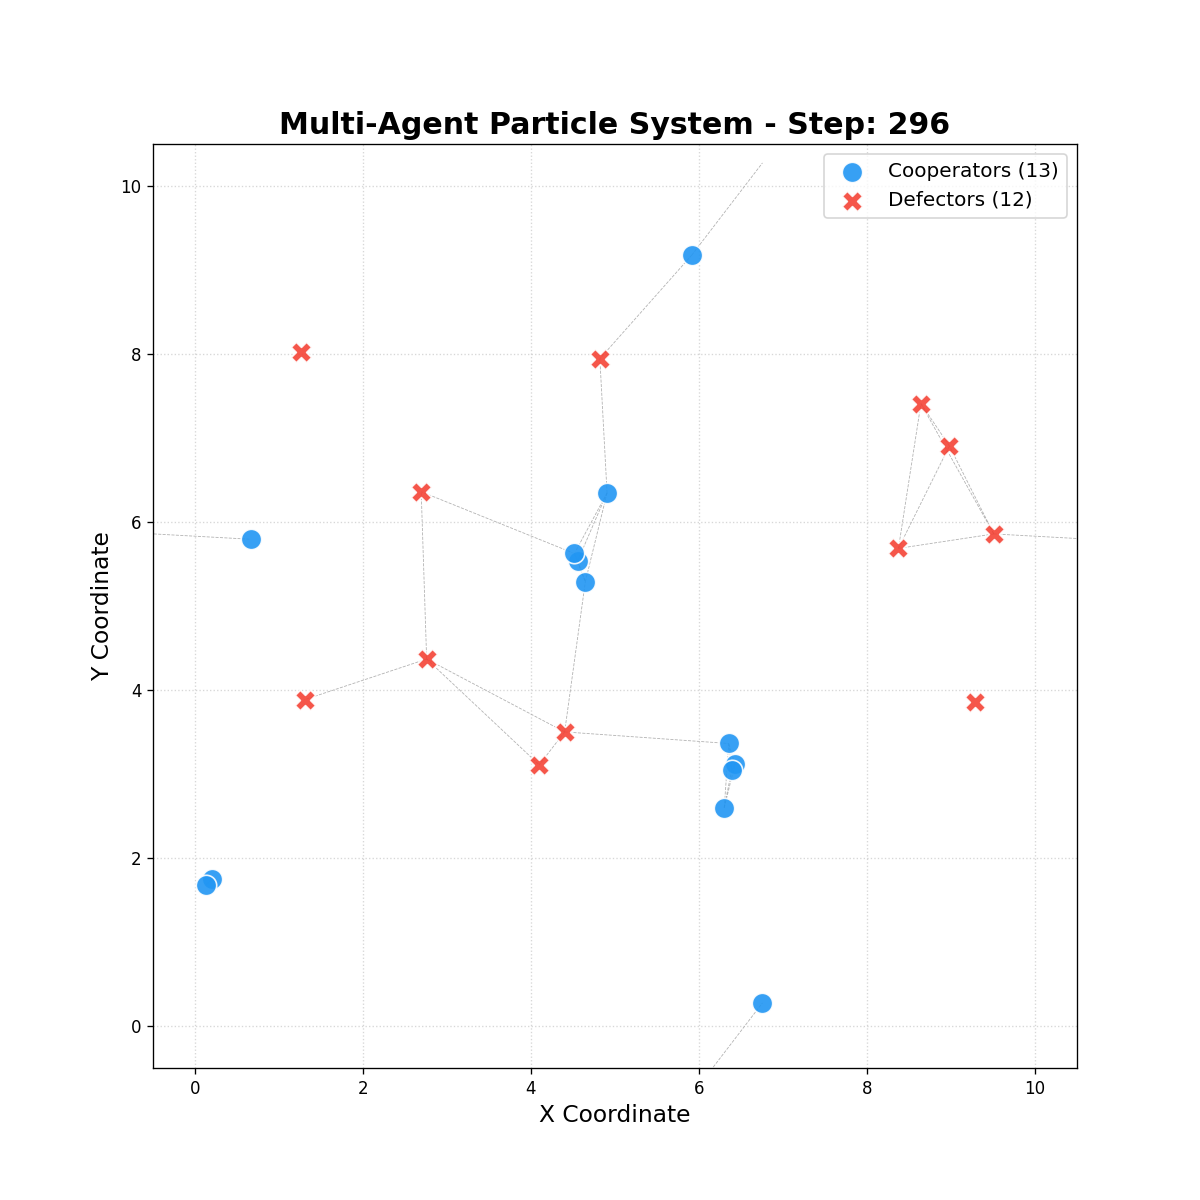 Multi-Agent Particle System - Step: 296
Cooperators (13)
Defectors (12)
10
8
6
4
2
0
Y Coordinate
0 2 4 6 8 10
X Coordinate